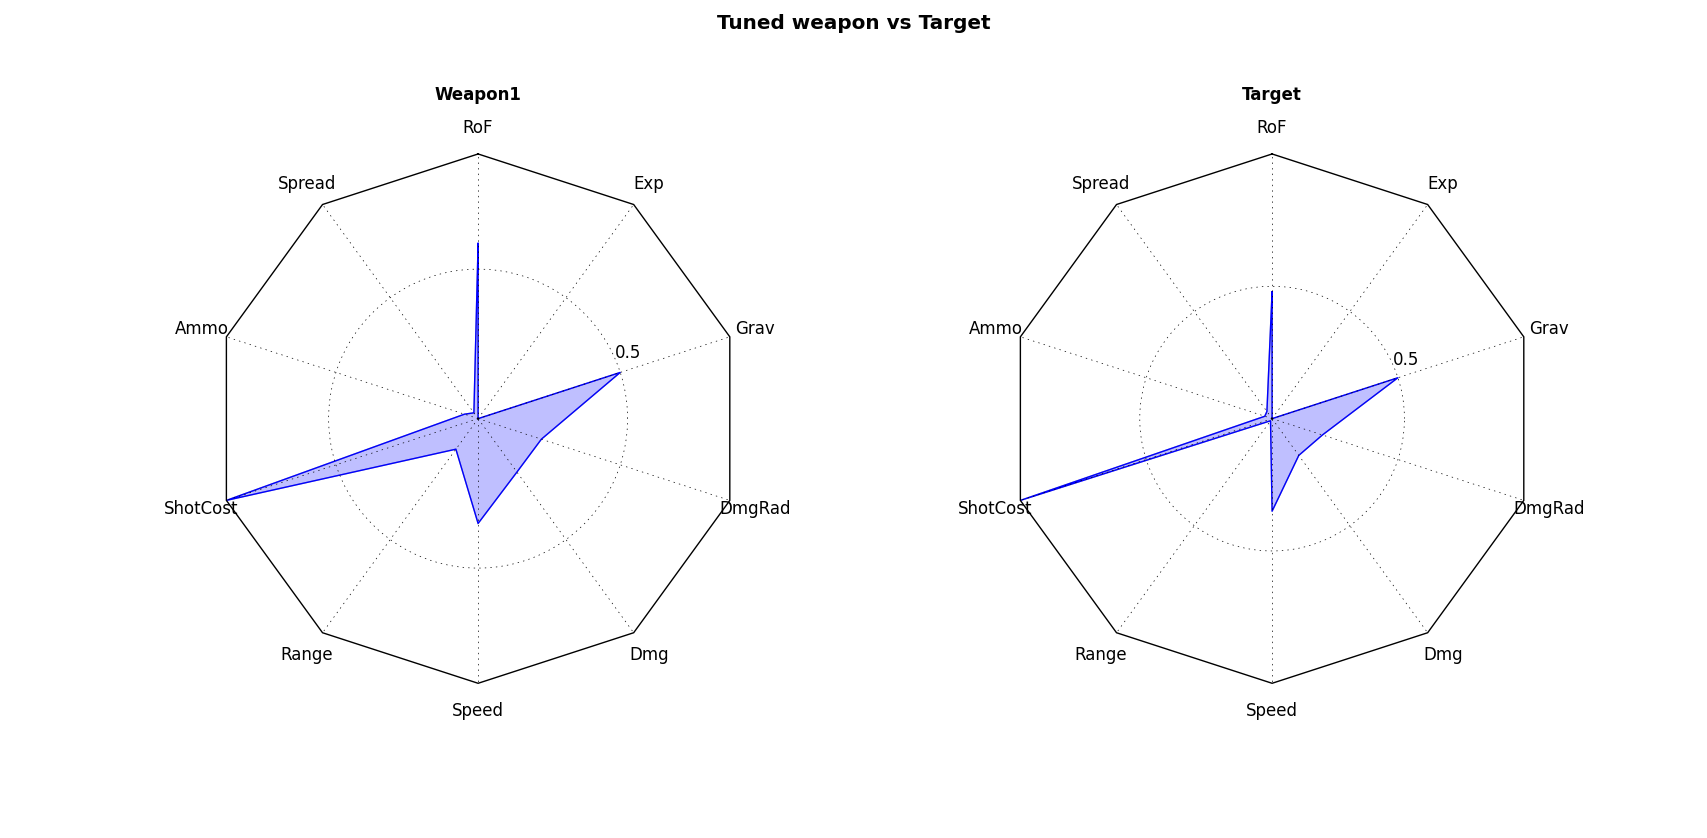 Tuned weapon vs Target
Weapon1
RoF
Spread
Exp
Ammo
Grav
0.5
ShotCost
DmgRad
Range
Dmg
Speed
Target
RoF
Spread
Exp
Ammo
Grav
0.5
ShotCost
DmgRad
Range
Dmg
Speed